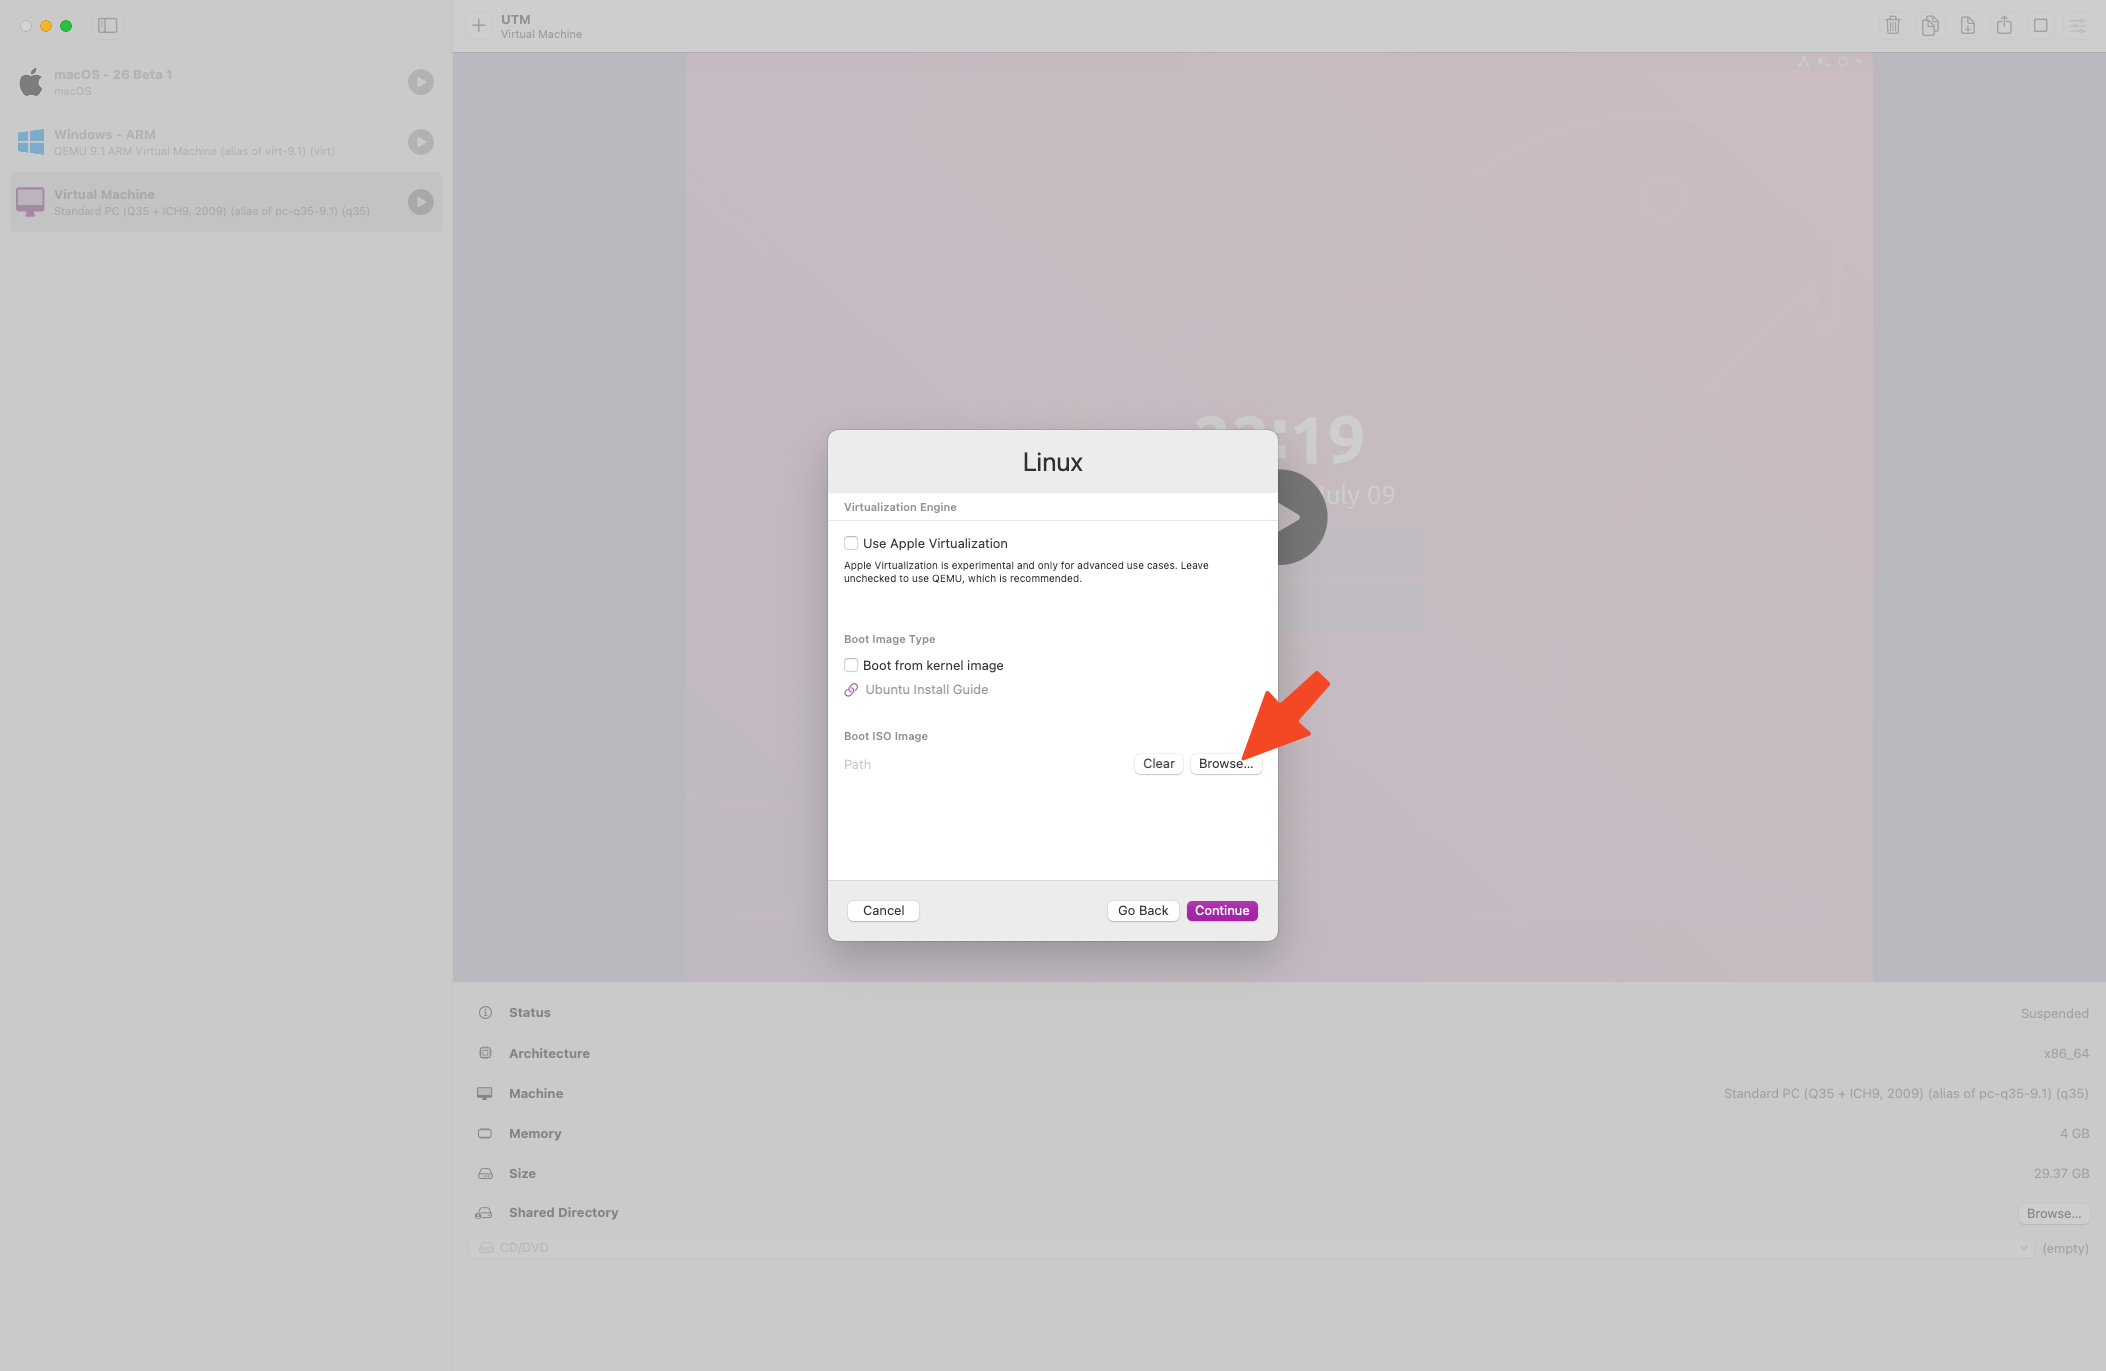 UTM
Virtual Machine
macOS - 26 Beta 1
macOS
Windows - ARM
QEMU 9.1 ARM Virtual Machine (alias of virt-9.1) (virt)
Virtual Machine
Standard PC (Q35 + ICH9, 2009) (alias of pc-q35-9.1) (q35)
:19
July 09
Linux
Virtualization Engine
Use Apple Virtualization
Apple Virtualization is experimental and only for advanced use cases. Leave
unchecked to use QEMU, which is recommended.
Boot Image Type
Boot from kernel image
Ubuntu Install Guide
Boot ISO Image
Path
Clear
Browse...
Cancel
Go Back
Continue
Status
Suspended
Architecture
x86_64
Machine
Standard PC (Q35 + ICH9, 2009) (alias of pc-q35-9.1) (q35)
Memory
4 GB
Size
29.37 GB
Shared Directory
Browse...
CD/DVD
(empty)